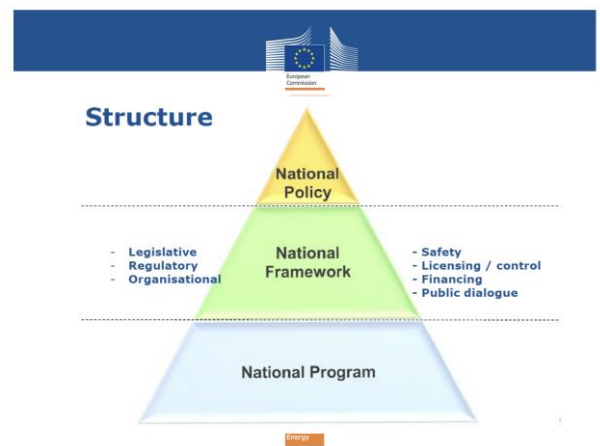 European
Commission
Structure
National
Policy
- Legislative
- Regulatory
- Organisational
National
Framework
- Safety
- Licensing / control
- Financing
- Public dialogue
National Program
Energy